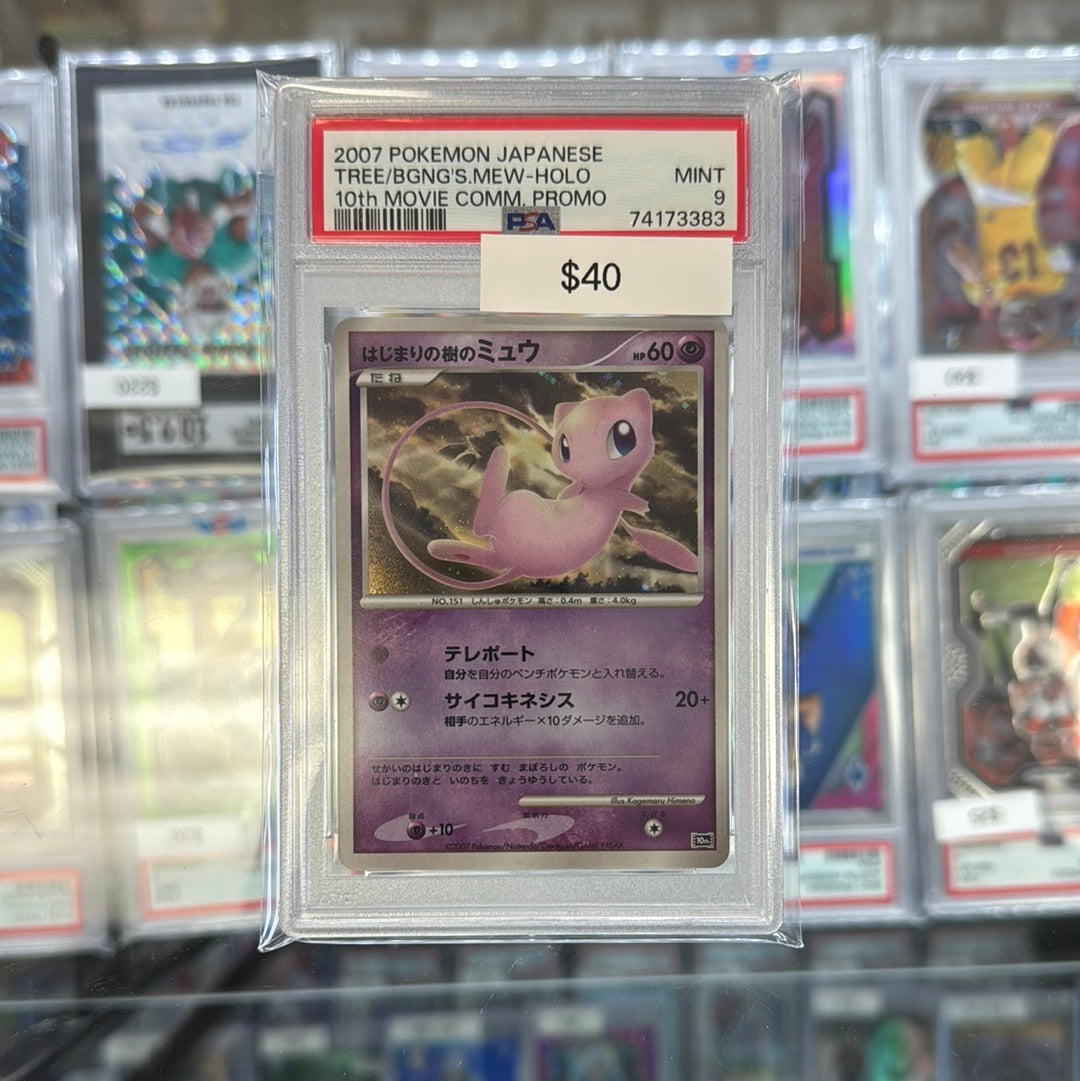 2007 POKEMON JAPANESE
TREE/BGNG'S.MEW-HOLO MINT
10th MOVIE COMM. PROMO 9
PSA 74173383
$40
はじまりの樹のミュウ HP60
たね
NO.151 しんしゅポケモン 高さ:0.4m 重さ:4.0kg
テレポート
自分を自分のベンチポケモンと入れ替える。
サイコキネシス 20+
相手のエネルギー×10ダメージを追加。
せかいのはじまりのきに すむ まぼろしの ポケモン。
はじまりのきと いのちを きょうゆうしている。
Illus. Kagemaru Himeno
弱点 抵抗力
+10
©2007 Pokémon/Nintendo/Creatures/GAME FREAK
10th